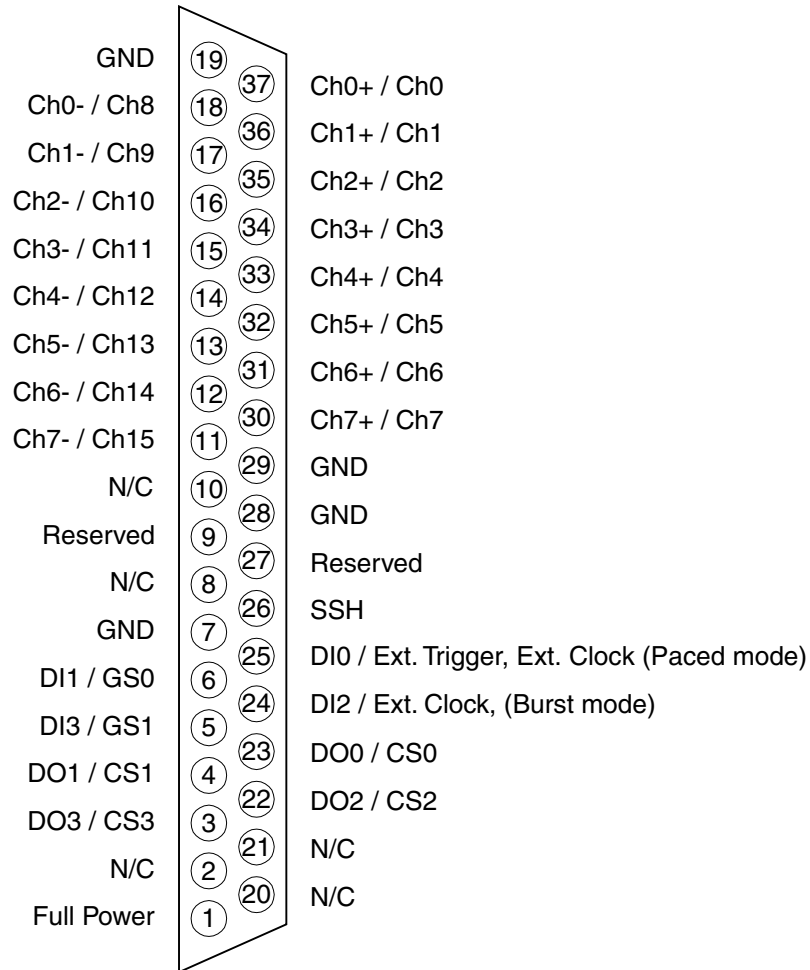 GND 19
37 Ch0+ / Ch0
Ch0- / Ch8 18
36 Ch1+ / Ch1
Ch1- / Ch9 17
35 Ch2+ / Ch2
Ch2- / Ch10 16
34 Ch3+ / Ch3
Ch3- / Ch11 15
33 Ch4+ / Ch4
Ch4- / Ch12 14
32 Ch5+ / Ch5
Ch5- / Ch13 13
31 Ch6+ / Ch6
Ch6- / Ch14 12
30 Ch7+ / Ch7
Ch7- / Ch15 11
29 GND
N/C 10
28 GND
Reserved 9
27 Reserved
N/C 8
26 SSH
GND 7
25 DI0 / Ext. Trigger, Ext. Clock (Paced mode)
DI1 / GS0 6
24 DI2 / Ext. Clock, (Burst mode)
DI3 / GS1 5
23 DO0 / CS0
DO1 / CS1 4
22 DO2 / CS2
DO3 / CS3 3
21 N/C
N/C 2
20 N/C
Full Power 1